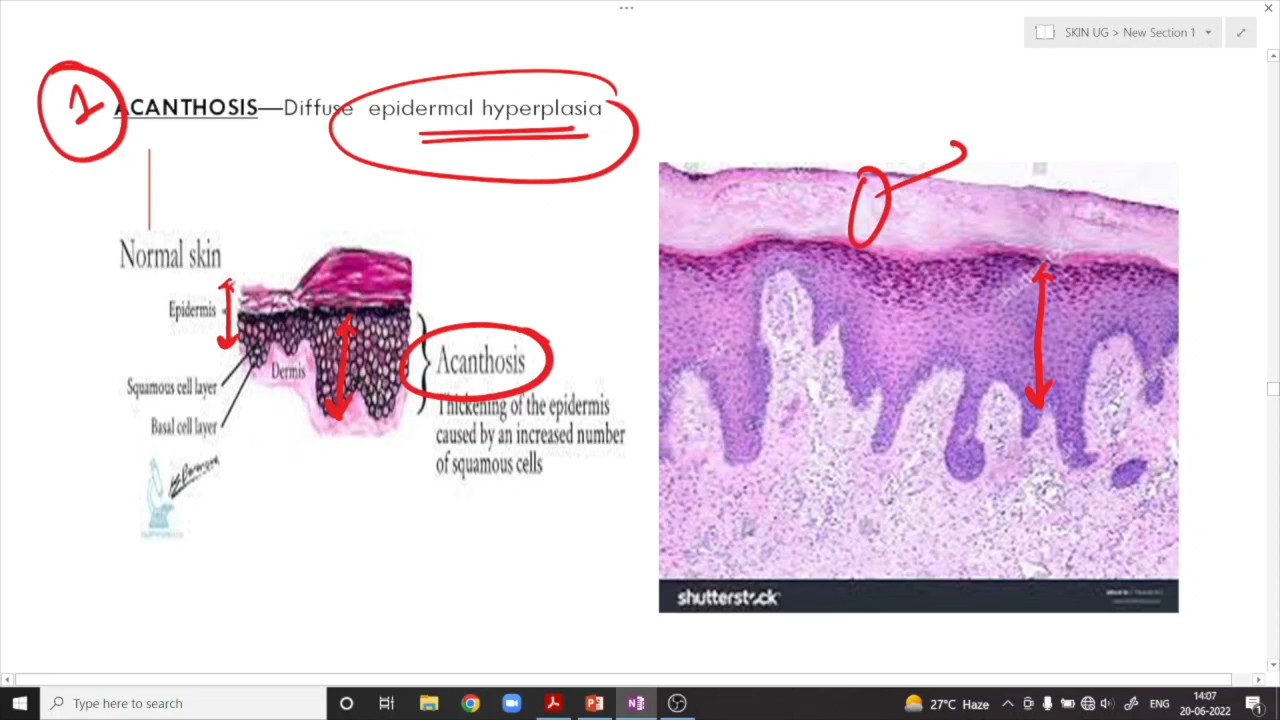 SKIN UG > New Section 1
1
ACANTHOSIS—Diffuse epidermal hyperplasia
Normal skin
Epidermis
Dermis
Squamous cell layer
Basal cell layer
Acanthosis
Thickening of the epidermis
caused by an increased number
of squamous cells
shutterstock
Type here to search
27°C Haze
ENG
14:07
20-06-2022
1